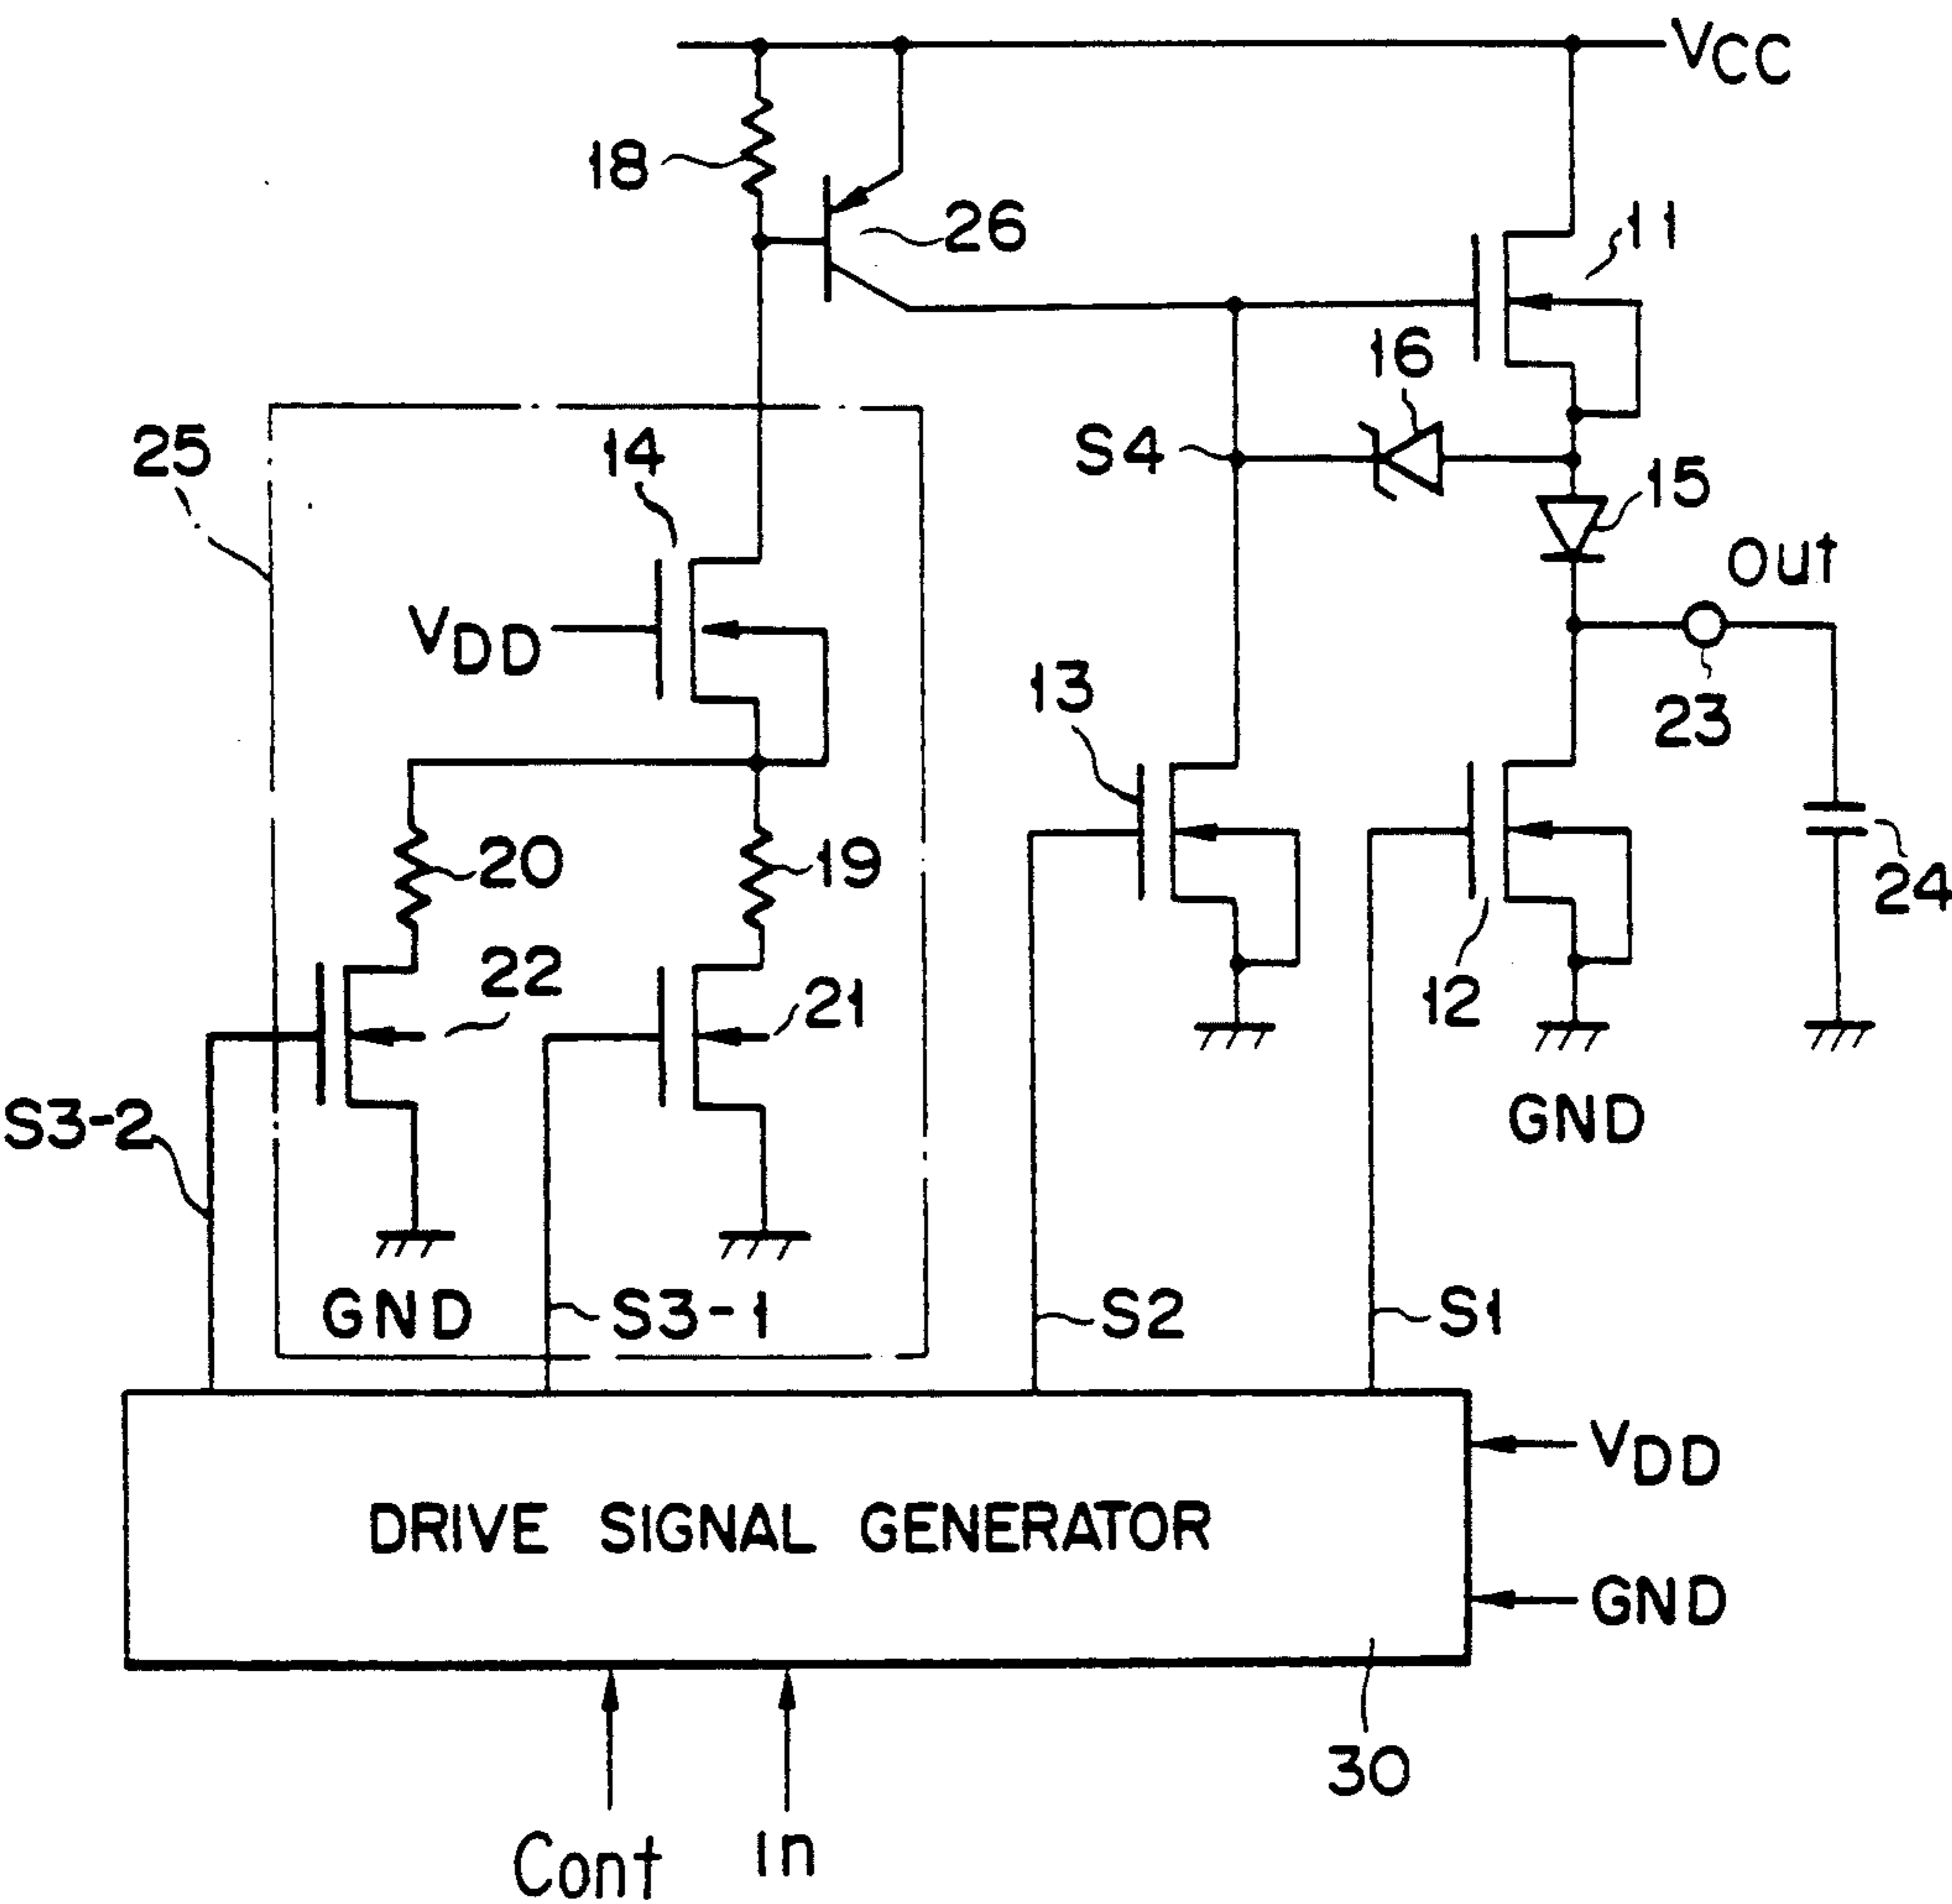 VCC
18
26
11
16
25
14
S4
15
Out
VDD
13
23
20
19
24
22
21
12
S3-2
GND
GND
S3-1
S2
S1
VDD
DRIVE SIGNAL GENERATOR
GND
30
Cont
In